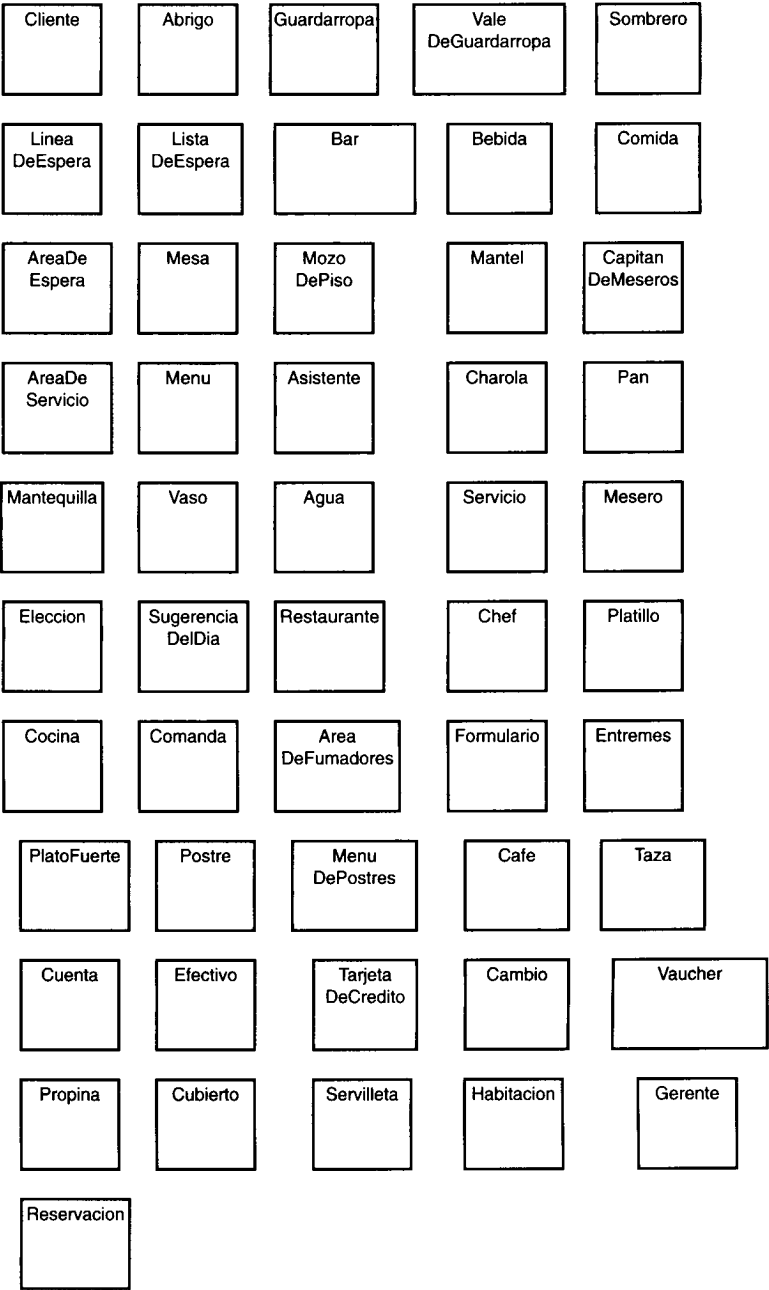 Cliente
Abrigo
Guardarropa
Vale
DeGuardarropa
Sombrero
Linea
DeEspera
Lista
DeEspera
Bar
Bebida
Comida
AreaDe
Espera
Mesa
Mozo
DePiso
Mantel
Capitan
DeMeseros
AreaDe
Servicio
Menu
Asistente
Charola
Pan
Mantequilla
Vaso
Agua
Servicio
Mesero
Eleccion
Sugerencia
DelDia
Restaurante
Chef
Platillo
Cocina
Comanda
Area
DeFumadores
Formulario
Entremes
PlatoFuerte
Postre
Menu
DePostres
Cafe
Taza
Cuenta
Efectivo
Tarjeta
DeCredito
Cambio
Vaucher
Propina
Cubierto
Servilleta
Habitacion
Gerente
Reservacion